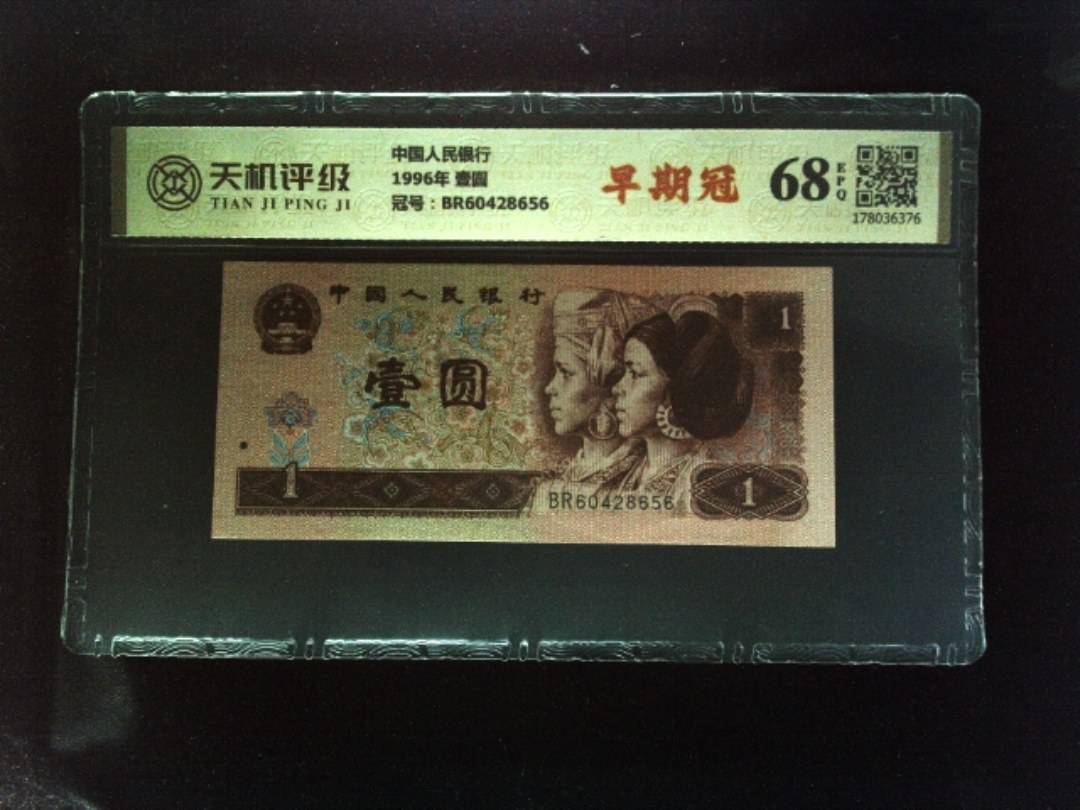 天机评级
TIAN JI PING JI
中国人民银行
1996年 壹圆
冠号：BR60428656
早期冠
68
EPQ
178036376
中国人民银行
1
壹圆
1
BR60428656
1